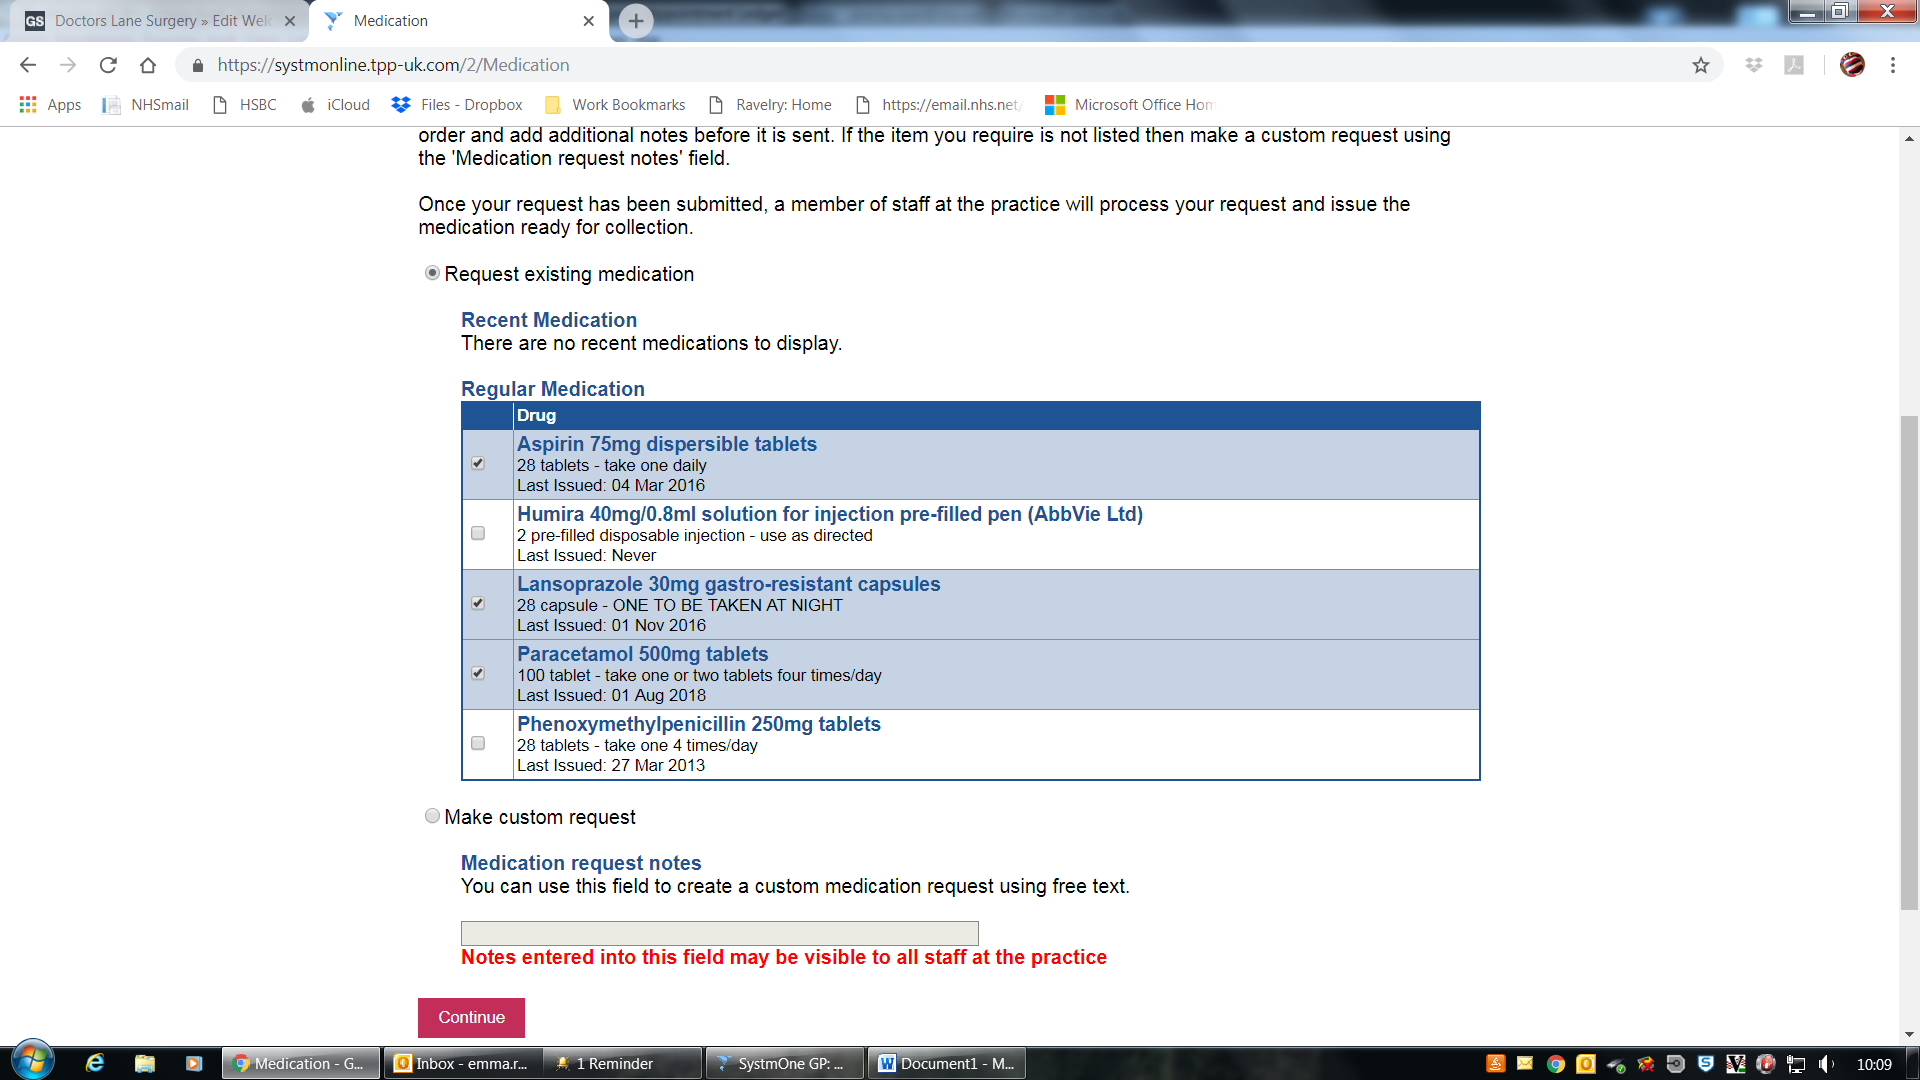 GS Doctors Lane Surgery » Edit Welc
Medication
https://systmonline.tpp-uk.com/2/Medication
Apps NHSmail HSBC iCloud Files - Dropbox Work Bookmarks Ravelry: Home https://email.nhs.net/ Microsoft Office Hom
order and add additional notes before it is sent. If the item you require is not listed then make a custom request using
the 'Medication request notes' field.
Once your request has been submitted, a member of staff at the practice will process your request and issue the
medication ready for collection.
Request existing medication
Recent Medication
There are no recent medications to display.
Regular Medication
Drug
Aspirin 75mg dispersible tablets
28 tablets - take one daily
Last Issued: 04 Mar 2016
Humira 40mg/0.8ml solution for injection pre-filled pen (AbbVie Ltd)
2 pre-filled disposable injection - use as directed
Last Issued: Never
Lansoprazole 30mg gastro-resistant capsules
28 capsule - ONE TO BE TAKEN AT NIGHT
Last Issued: 01 Nov 2016
Paracetamol 500mg tablets
100 tablet - take one or two tablets four times/day
Last Issued: 01 Aug 2018
Phenoxymethylpenicillin 250mg tablets
28 tablets - take one 4 times/day
Last Issued: 27 Mar 2013
Make custom request
Medication request notes
You can use this field to create a custom medication request using free text.
Notes entered into this field may be visible to all staff at the practice
Continue
Medication - G... Inbox - emma.r... 1 Reminder SystmOne GP: ... Document1 - M... 10:09